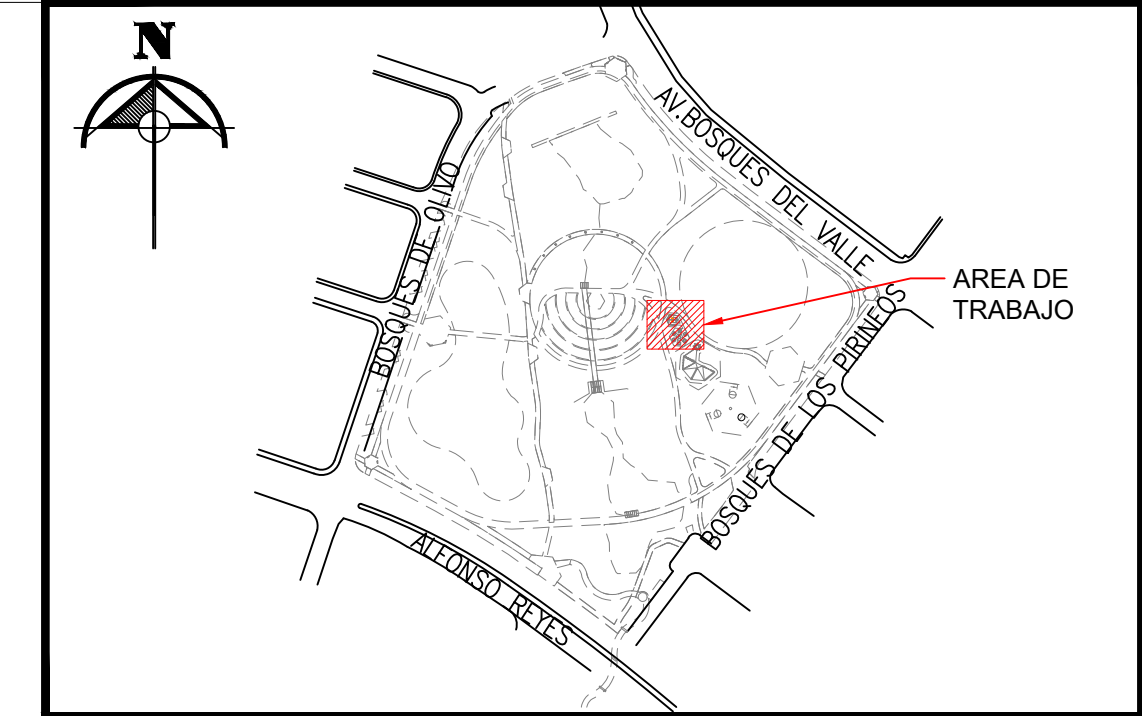 N
AV.BOSQUES DEL VALLE
BOSQUES DE OLIVO
AREA DE
TRABAJO
BOSQUES DE LOS PIRINEOS
ALFONSO REYES